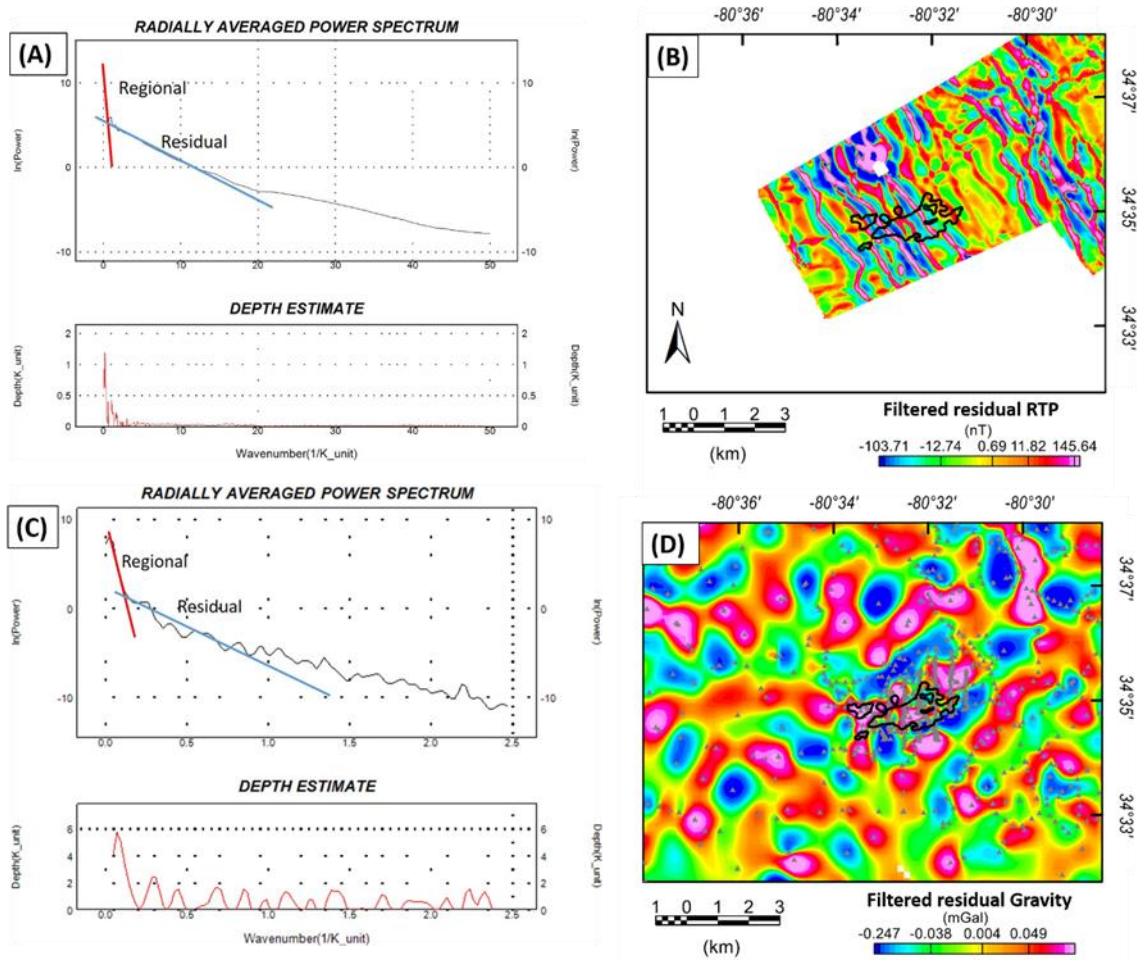 (A)
RADIALLY AVERAGED POWER SPECTRUM
Regional
Residual
ln(Power)
ln(Power)
10
0
-10
10
0
-10
0 10 20 30 40 50
DEPTH ESTIMATE
Depth(K_unit)
Depth(K_unit)
2
1
0.5
0
2
1
0.5
0
0 10 20 30 40 50
Wavenumber(1/K_unit)
(B)
-80°36' -80°34' -80°32' -80°30'
34°37'
34°35'
34°33'
N
1 0 1 2 3
(km)
Filtered residual RTP
(nT)
-103.71 -12.74 0.69 11.82 145.64
(C)
RADIALLY AVERAGED POWER SPECTRUM
Regional
Residual
ln(Power)
ln(Power)
10
0
-10
10
0
-10
0.0 0.5 1.0 1.5 2.0 2.5
DEPTH ESTIMATE
Depth(K_unit)
Depth(K_unit)
6
4
2
0
6
4
2
0
0.0 0.5 1.0 1.5 2.0 2.5
Wavenumber(1/K_unit)
(D)
-80°36' -80°34' -80°32' -80°30'
34°37'
34°35'
34°33'
1 0 1 2 3
(km)
Filtered residual Gravity
(mGal)
-0.247 -0.038 0.004 0.049